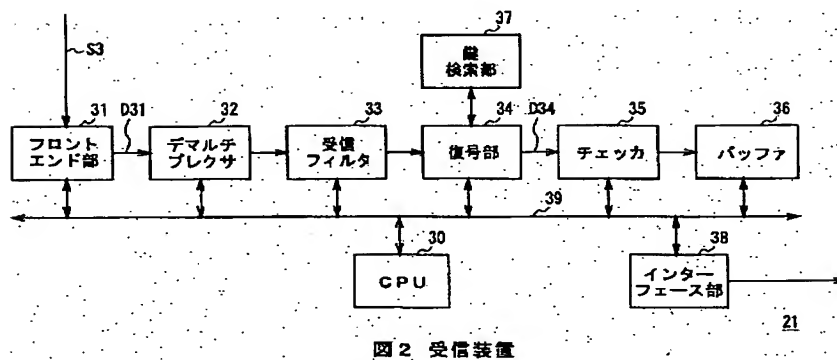 37
鍵
検索部
S3
31
D31
32
33
34
D34
35
36
フロント
エンド部
デマルチ
プレクサ
受信
フィルタ
復号部
チェッカ
バッファ
39
30
CPU
38
インター
フェース部
21
図2 受信装置